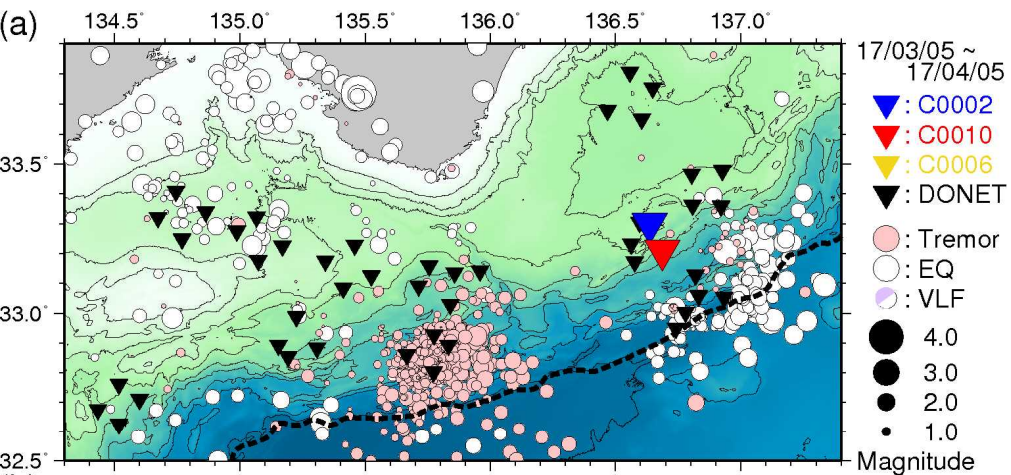 (a)
134.5° 135.0° 135.5° 136.0° 136.5° 137.0°
33.5°
33.0°
32.5°
17/03/05 ~
17/04/05
: C0002
: C0010
: C0006
: DONET
: Tremor
: EQ
: VLF
4.0
3.0
2.0
1.0
Magnitude